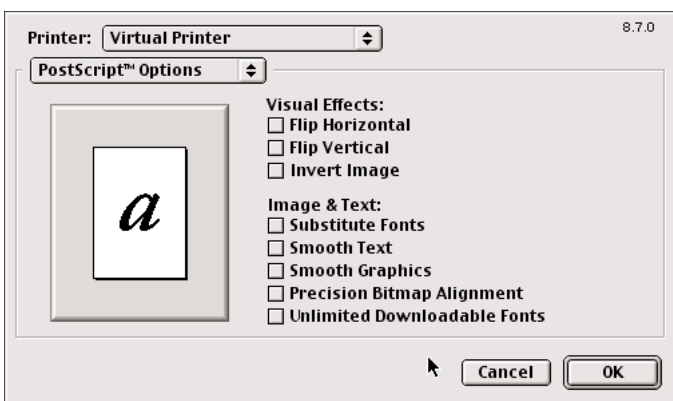 8.7.0
Printer: Virtual Printer
PostScript™ Options
Visual Effects:
Flip Horizontal
Flip Vertical
Invert Image
a
Image & Text:
Substitute Fonts
Smooth Text
Smooth Graphics
Precision Bitmap Alignment
Unlimited Downloadable Fonts
Cancel
OK